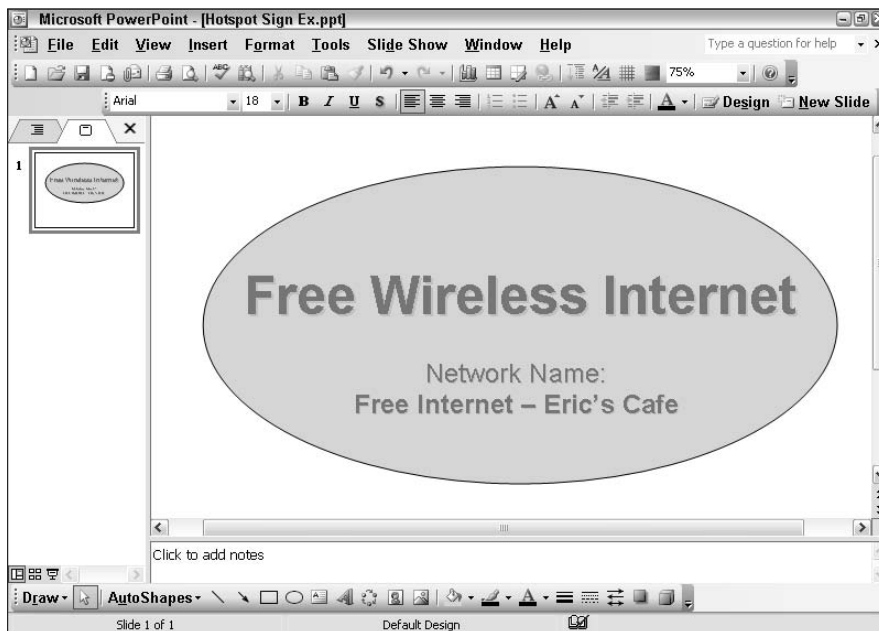 Microsoft PowerPoint - [Hotspot Sign Ex.ppt]
File Edit View Insert Format Tools Slide Show Window Help Type a question for help
75%
Arial 18 B I U S A A A Design New Slide
1
Free Wireless Internet
Network Name:
Free Internet – Eric's Cafe
Click to add notes
Draw AutoShapes A
Slide 1 of 1 Default Design